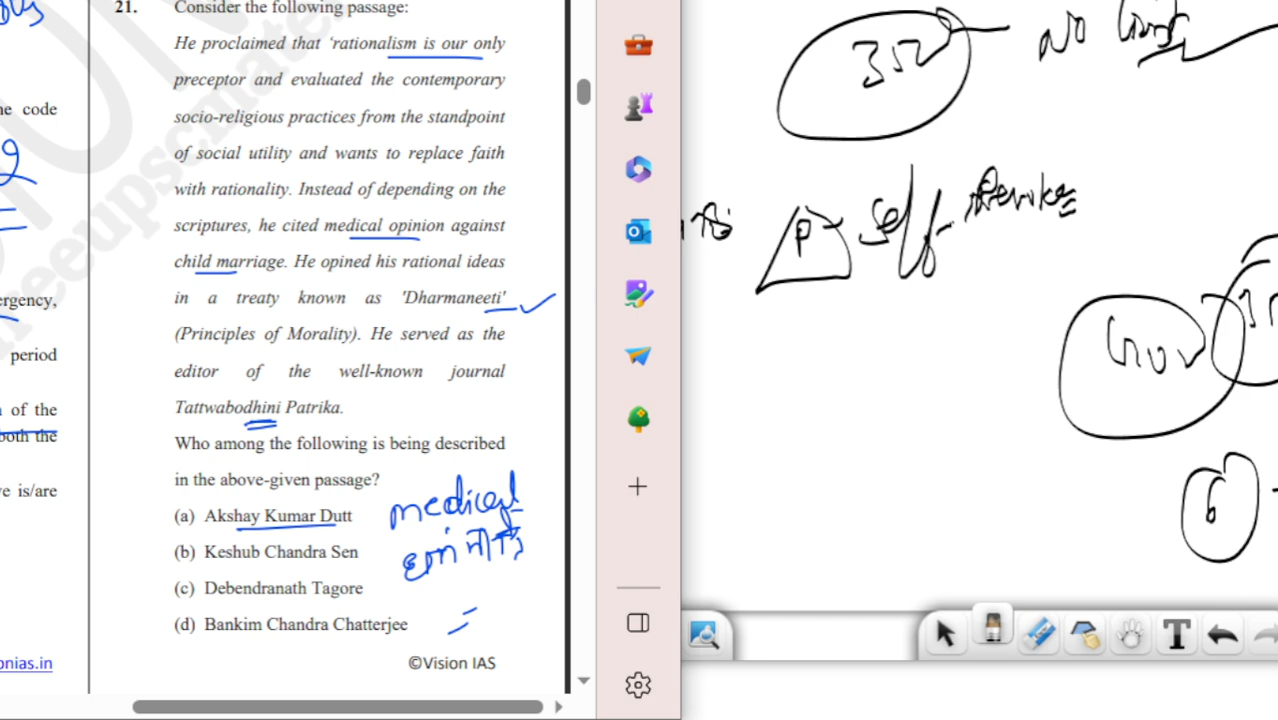 21. Consider the following passage:
He proclaimed that ‘rationalism is our only
preceptor and evaluated the contemporary
socio-religious practices from the standpoint
of social utility and wants to replace faith
with rationality. Instead of depending on the
scriptures, he cited medical opinion against
child marriage. He opined his rational ideas
in a treaty known as 'Dharmaneeti'
(Principles of Morality). He served as the
editor of the well-known journal
Tattwabodhini Patrika.
Who among the following is being described
in the above-given passage?
(a) Akshay Kumar Dutt
(b) Keshub Chandra Sen
(c) Debendranath Tagore
(d) Bankim Chandra Chatterjee
medical
©Vision IAS
ne code
ergency,
period
of the
both the
e is/are
onias.in
352
No
P Self
Gov
6
T